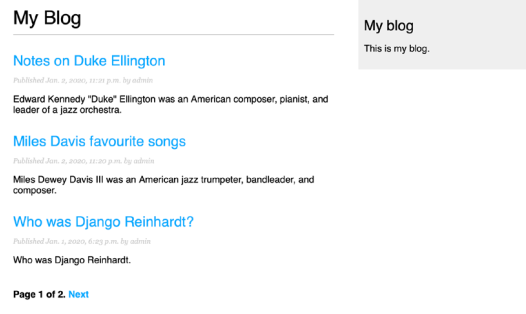 My Blog
Notes on Duke Ellington
Published Jan. 2, 2020, 11:21 p.m. by admin
Edward Kennedy "Duke" Ellington was an American composer, pianist, and
leader of a jazz orchestra.
Miles Davis favourite songs
Published Jan. 2, 2020, 11:20 p.m. by admin
Miles Dewey Davis III was an American jazz trumpeter, bandleader, and
composer.
Who was Django Reinhardt?
Published Jan. 1, 2020, 6:23 p.m. by admin
Who was Django Reinhardt.
Page 1 of 2. Next
My blog
This is my blog.